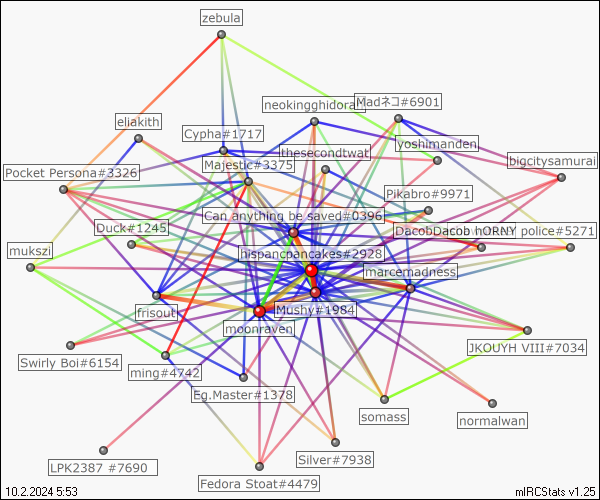 zebula
neokingghidora
Madネコ#6901
eliakith
Cypha#1717
yoshimanden
thesecondtwat
bigcitysamurai
Majestic#3375
Pocket Persona#3326
Pikabro#9971
Can anything be saved#0396
Duck#1245
Dacob
Dacob
hORNY police#5271
mukszi
hispancpancakes#2928
marcemadness
frisout
Mushy#1984
moonraven
JKOUYH VIII#7034
Swirly Boi#6154
ming#4742
Eg.Master#1378
somass
normalwan
Silver#7938
LPK2387 #7690
Fedora Stoat#4479
10.2.2024 5:53
mIRCStats v1.25